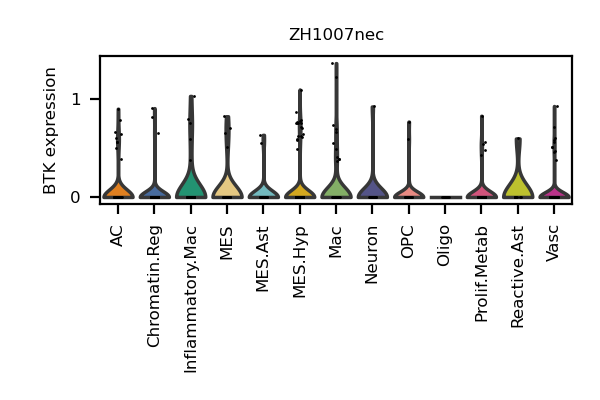 ZH1007nec
BTK expression
1
0
AC
Chromatin.Reg
Inflammatory.Mac
MES
MES.Ast
MES.Hyp
Mac
Neuron
OPC
Oligo
Prolif.Metab
Reactive.Ast
Vasc